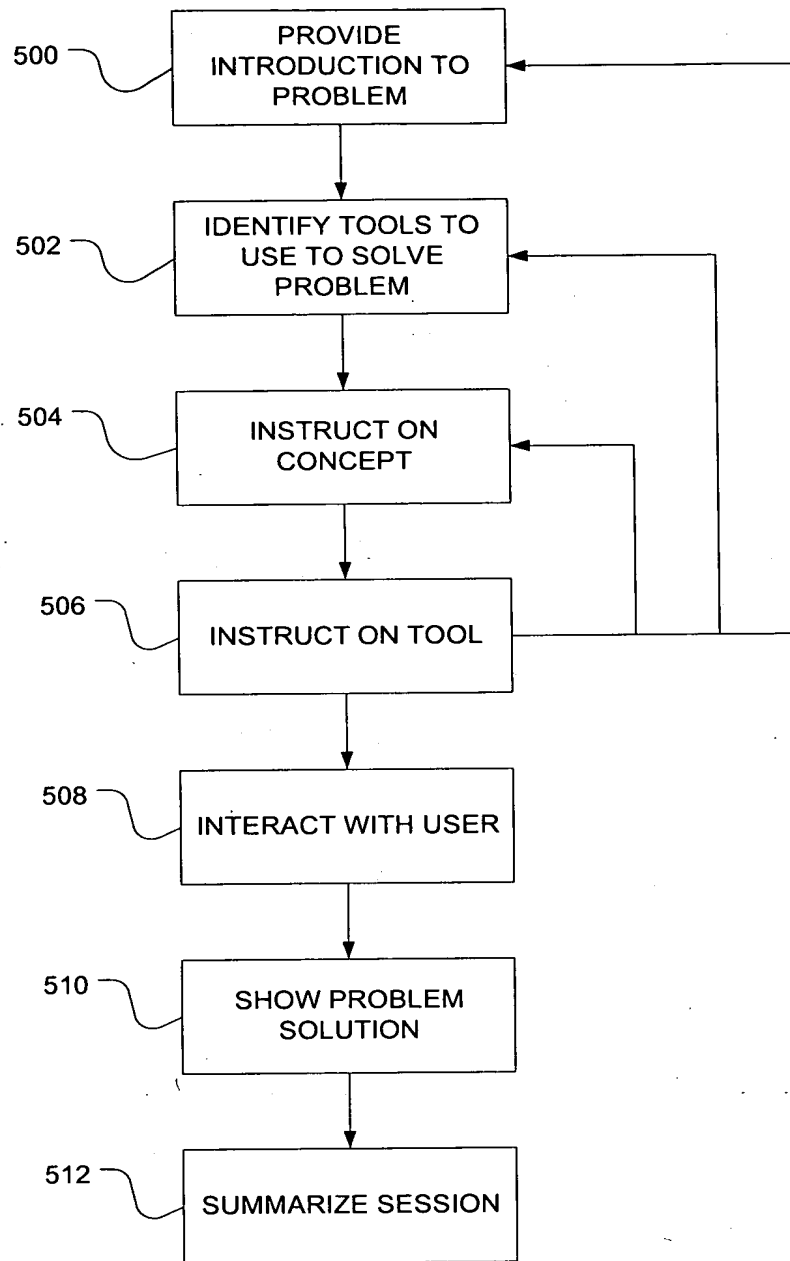 500
PROVIDE
INTRODUCTION TO
PROBLEM
502
IDENTIFY TOOLS TO
USE TO SOLVE
PROBLEM
504
INSTRUCT ON
CONCEPT
506
INSTRUCT ON TOOL
508
INTERACT WITH USER
510
SHOW PROBLEM
SOLUTION
512
SUMMARIZE SESSION